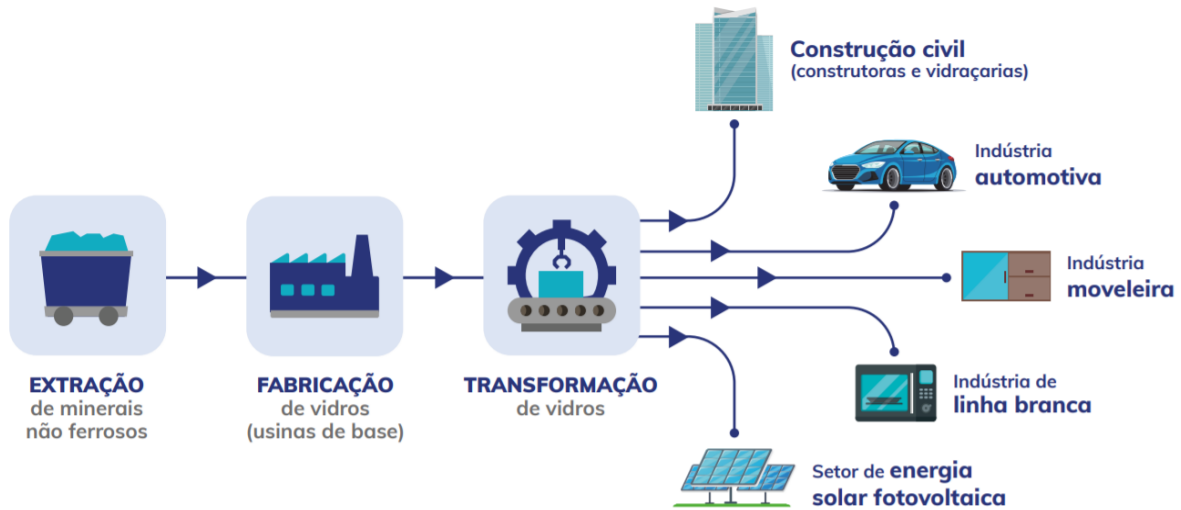 Construção civil
(construtoras e vidraçarias)
Indústria
automotiva
Indústria
moveleira
EXTRAÇÃO
de minerais
não ferrosos
FABRICAÇÃO
de vidros
(usinas de base)
TRANSFORMAÇÃO
de vidros
Indústria de
linha branca
Setor de energia
solar fotovoltaica